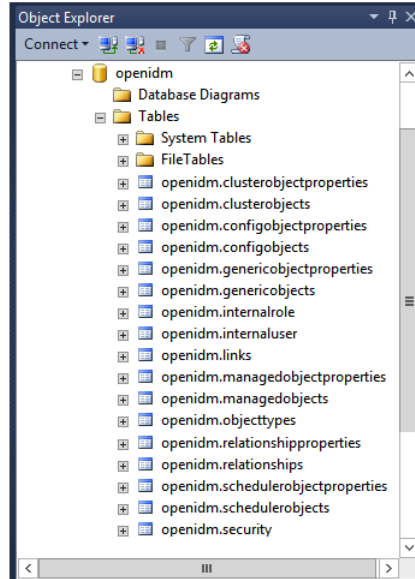 Object Explorer
Connect
openidm
Database Diagrams
Tables
System Tables
FileTables
openidm.clusterobjectproperties
openidm.clusterobjects
openidm.configobjectproperties
openidm.configobjects
openidm.genericobjectproperties
openidm.genericobjects
openidm.internalrole
openidm.internaluser
openidm.links
openidm.managedobjectproperties
openidm.managedobjects
openidm.objecttypes
openidm.relationshipproperties
openidm.relationships
openidm.schedulerobjectproperties
openidm.schedulerobjects
openidm.security